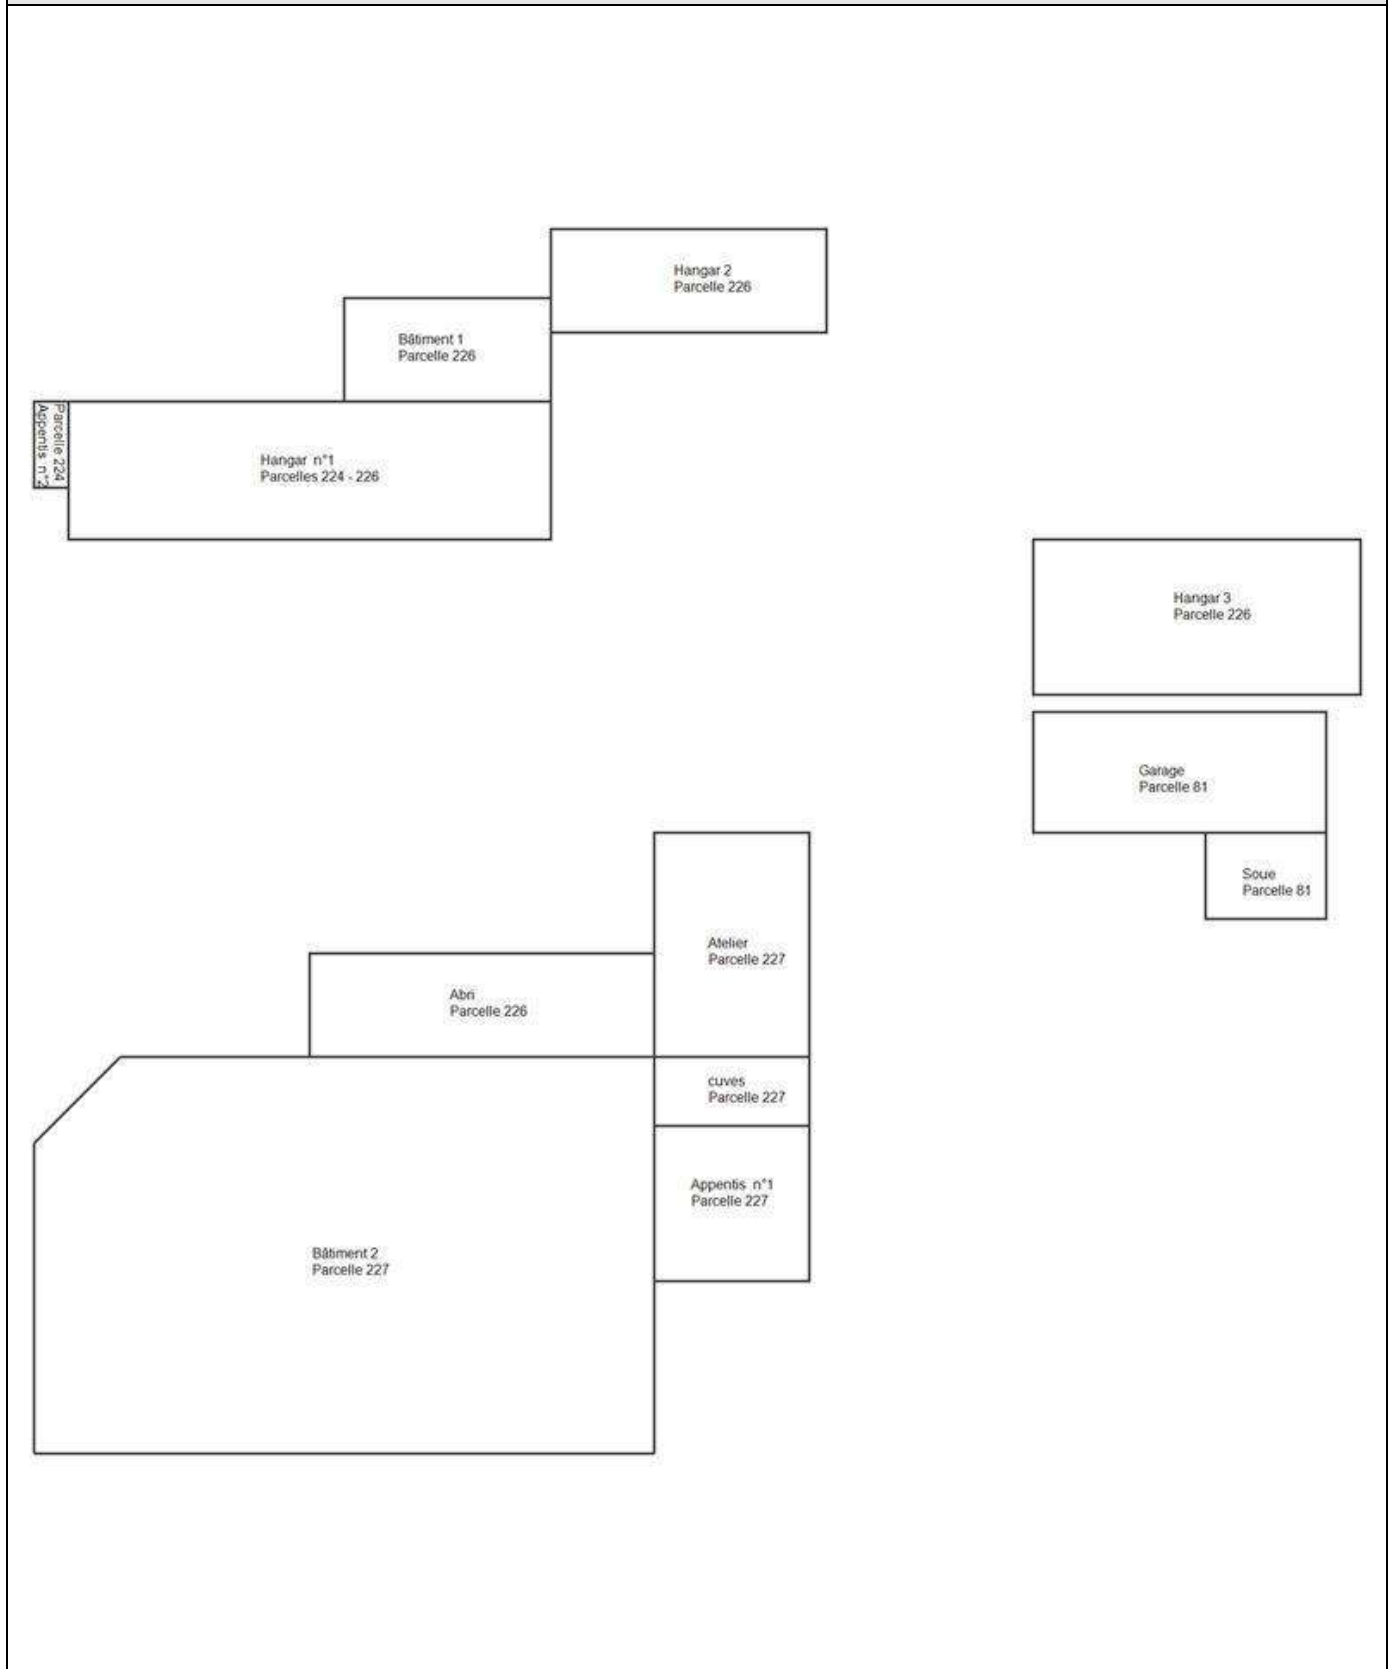 Hangar 2
Parcelle 226
Bâtiment 1
Parcelle 226
Parcelle 224
Appentis n°2
Hangar n°1
Parcelles 224 - 226
Hangar 3
Parcelle 226
Garage
Parcelle 81
Soue
Parcelle 81
Atelier
Parcelle 227
Abri
Parcelle 226
cuves
Parcelle 227
Appentis n°1
Parcelle 227
Bâtiment 2
Parcelle 227